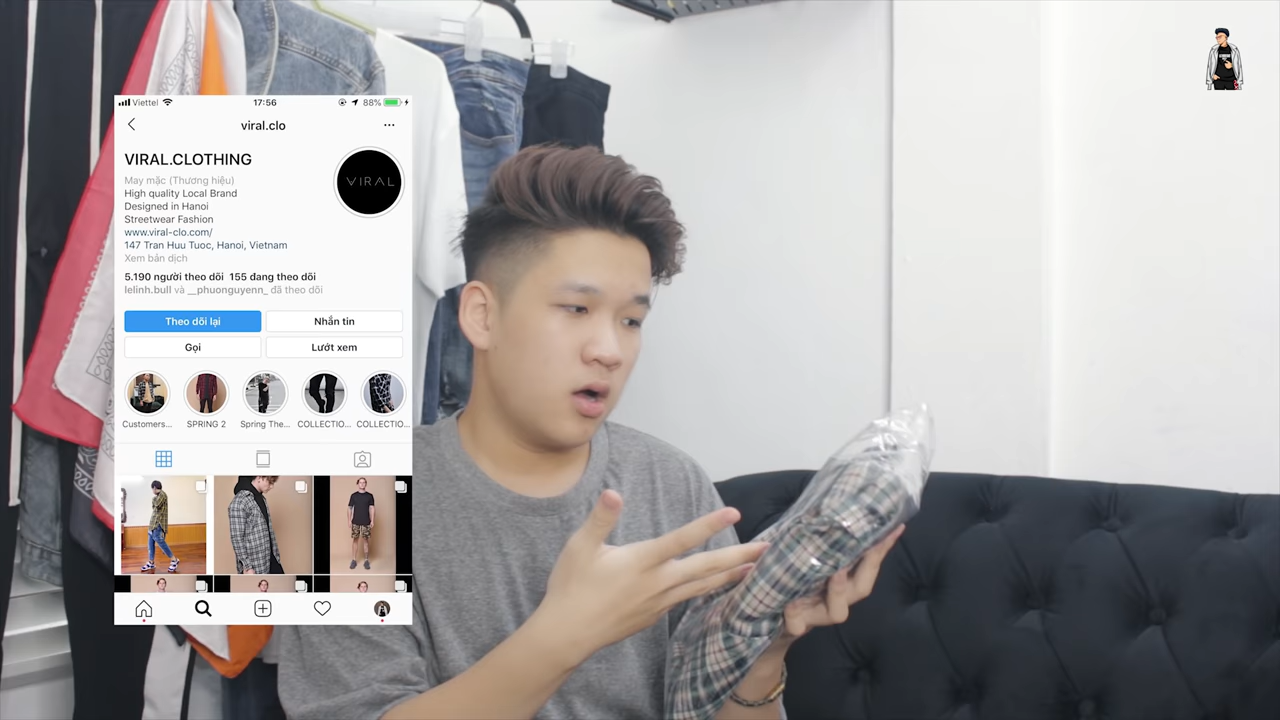 Viettel
17:56
88%
viral.clo
VIRAL.CLOTHING
May mặc (Thương hiệu)
High quality Local Brand
Designed in Hanoi
Streetwear Fashion
www.viral-clo.com/
147 Tran Huu Tuoc, Hanoi, Vietnam
Xem bản dịch
VIRAL
5.190 người theo dõi 155 đang theo dõi
lelinh.bull và __phuonguyenn_ đã theo dõi
Theo dõi lại
Nhắn tin
Gọi
Lướt xem
Customers...
SPRING 2
Spring The...
COLLECTIO...
COLLECTIO...